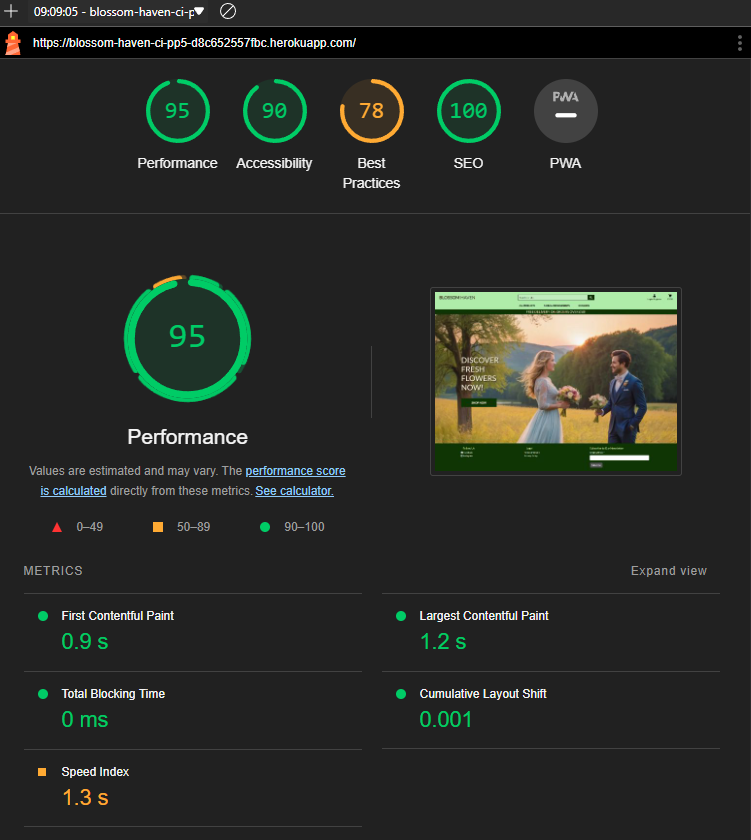 09:09:05 - blossom-haven-ci-p
https://blossom-haven-ci-pp5-d8c652557fbc.herokuapp.com/
95
90
78
100
PWA
Performance
Accessibility
Best
Practices
SEO
PWA
95
Performance
Values are estimated and may vary. The performance score
is calculated directly from these metrics. See calculator.
0–49
50–89
90–100
BLOSSOM HAVEN
DISCOVER
FRESH
FLOWERS
NOW!
SHOP NOW
METRICS
Expand view
First Contentful Paint
0.9 s
Largest Contentful Paint
1.2 s
Total Blocking Time
0 ms
Cumulative Layout Shift
0.001
Speed Index
1.3 s